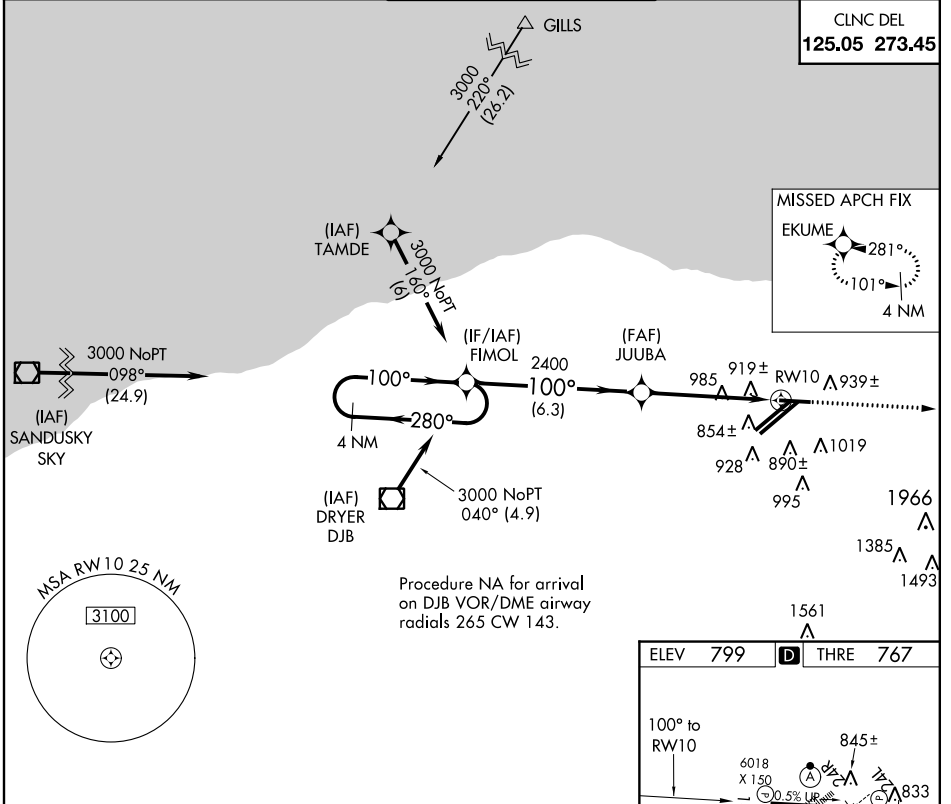 CLNC DEL
125.05 273.45
GILLS
3000
220°
(26.2)
MISSED APCH FIX
EKUME
281°
101°
4 NM
(IAF)
TAMDE
3000 NoPT
160°
(6)
3000 NoPT
098°
(24.9)
(IAF)
SANDUSKY
SKY
(IF/IAF)
FIMOL
100°
280°
4 NM
2400
100°
(6.3)
(FAF)
JUUBA
985
919±
RW10
939±
854±
928
890±
1019
995
1966
1385
1493
1561
(IAF)
DRYER
DJB
3000 NoPT
040° (4.9)
Procedure NA for arrival
on DJB VOR/DME airway
radials 265 CW 143.
MSA RW10 25 NM
3100
ELEV 799 D THRE 767
100° to
RW10
6018
X 150
0.5% UP
P
A
24R
845±
24L
P
833